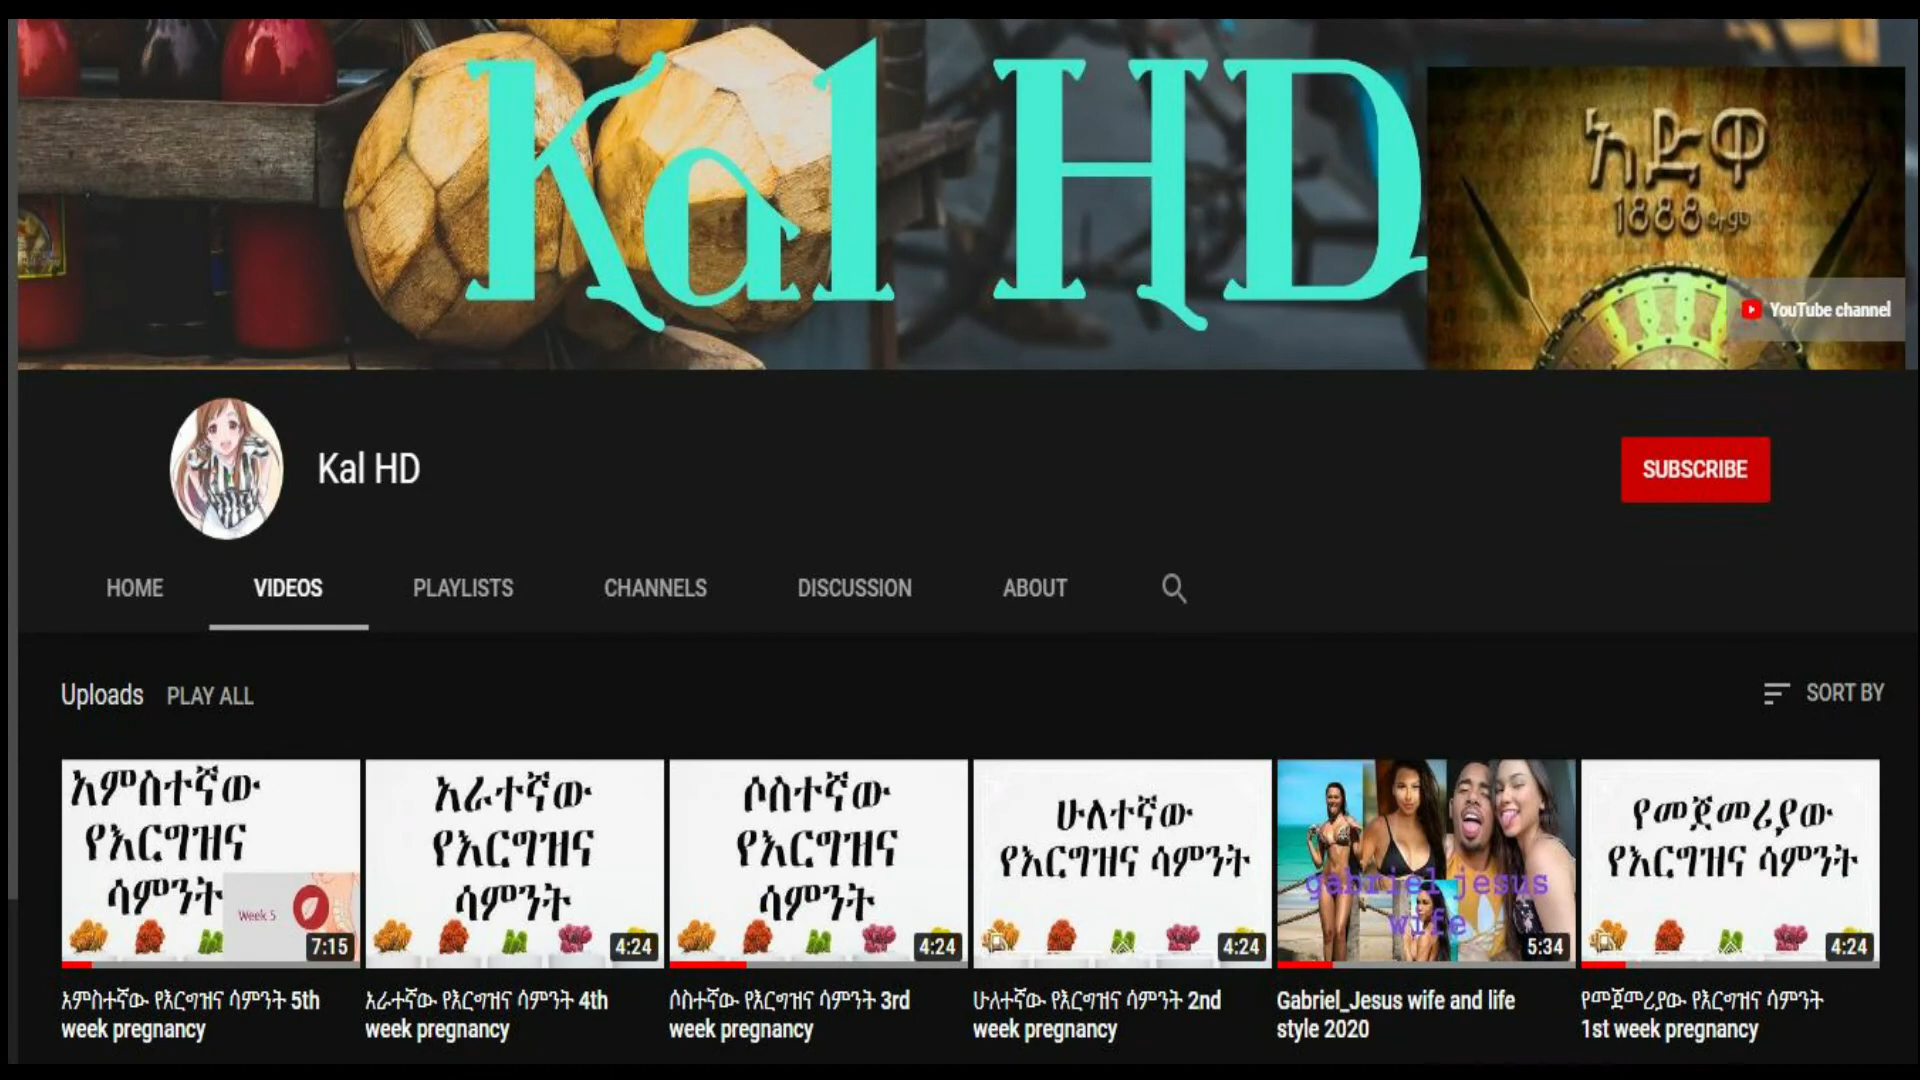 Kal HD
አድዋ
1888 ዓ.ም
YouTube channel
Kal HD
SUBSCRIBE
HOME VIDEOS PLAYLISTS CHANNELS DISCUSSION ABOUT
Uploads PLAY ALL SORT BY
አምስተኛው
የእርግዝና
ሳምንት
Week 5
7:15
አራተኛው
የእርግዝና
ሳምንት
4:24
ሶስተኛው
የእርግዝና
ሳምንት
4:24
ሁለተኛው
የእርግዝና ሳምንት
4:24
gabriel jesus
wife
5:34
የመጀመሪያው
የእርግዝና ሳምንት
4:24
አምስተኛው የእርግዝና ሳምንት 5th
week pregnancy
አራተኛው የእርግዝና ሳምንት 4th
week pregnancy
ሶስተኛው የእርግዝና ሳምንት 3rd
week pregnancy
ሁለተኛው የእርግዝና ሳምንት 2nd
week pregnancy
Gabriel_Jesus wife and life
style 2020
የመጀመሪያው የእርግዝና ሳምንት
1st week pregnancy